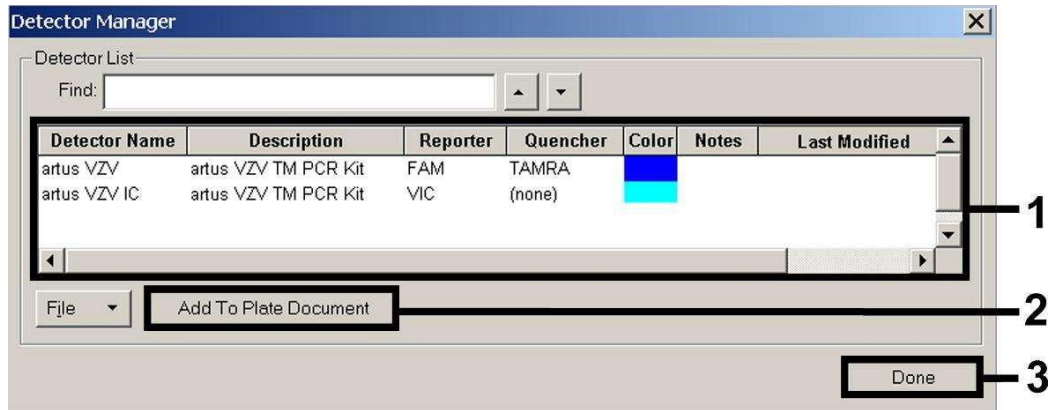 Detector Manager
Detector List
Find:
Detector Name Description Reporter Quencher Color Notes Last Modified
artus VZV artus VZV TM PCR Kit FAM TAMRA
artus VZV IC artus VZV TM PCR Kit VIC (none)
1
File Add To Plate Document
2
Done
3